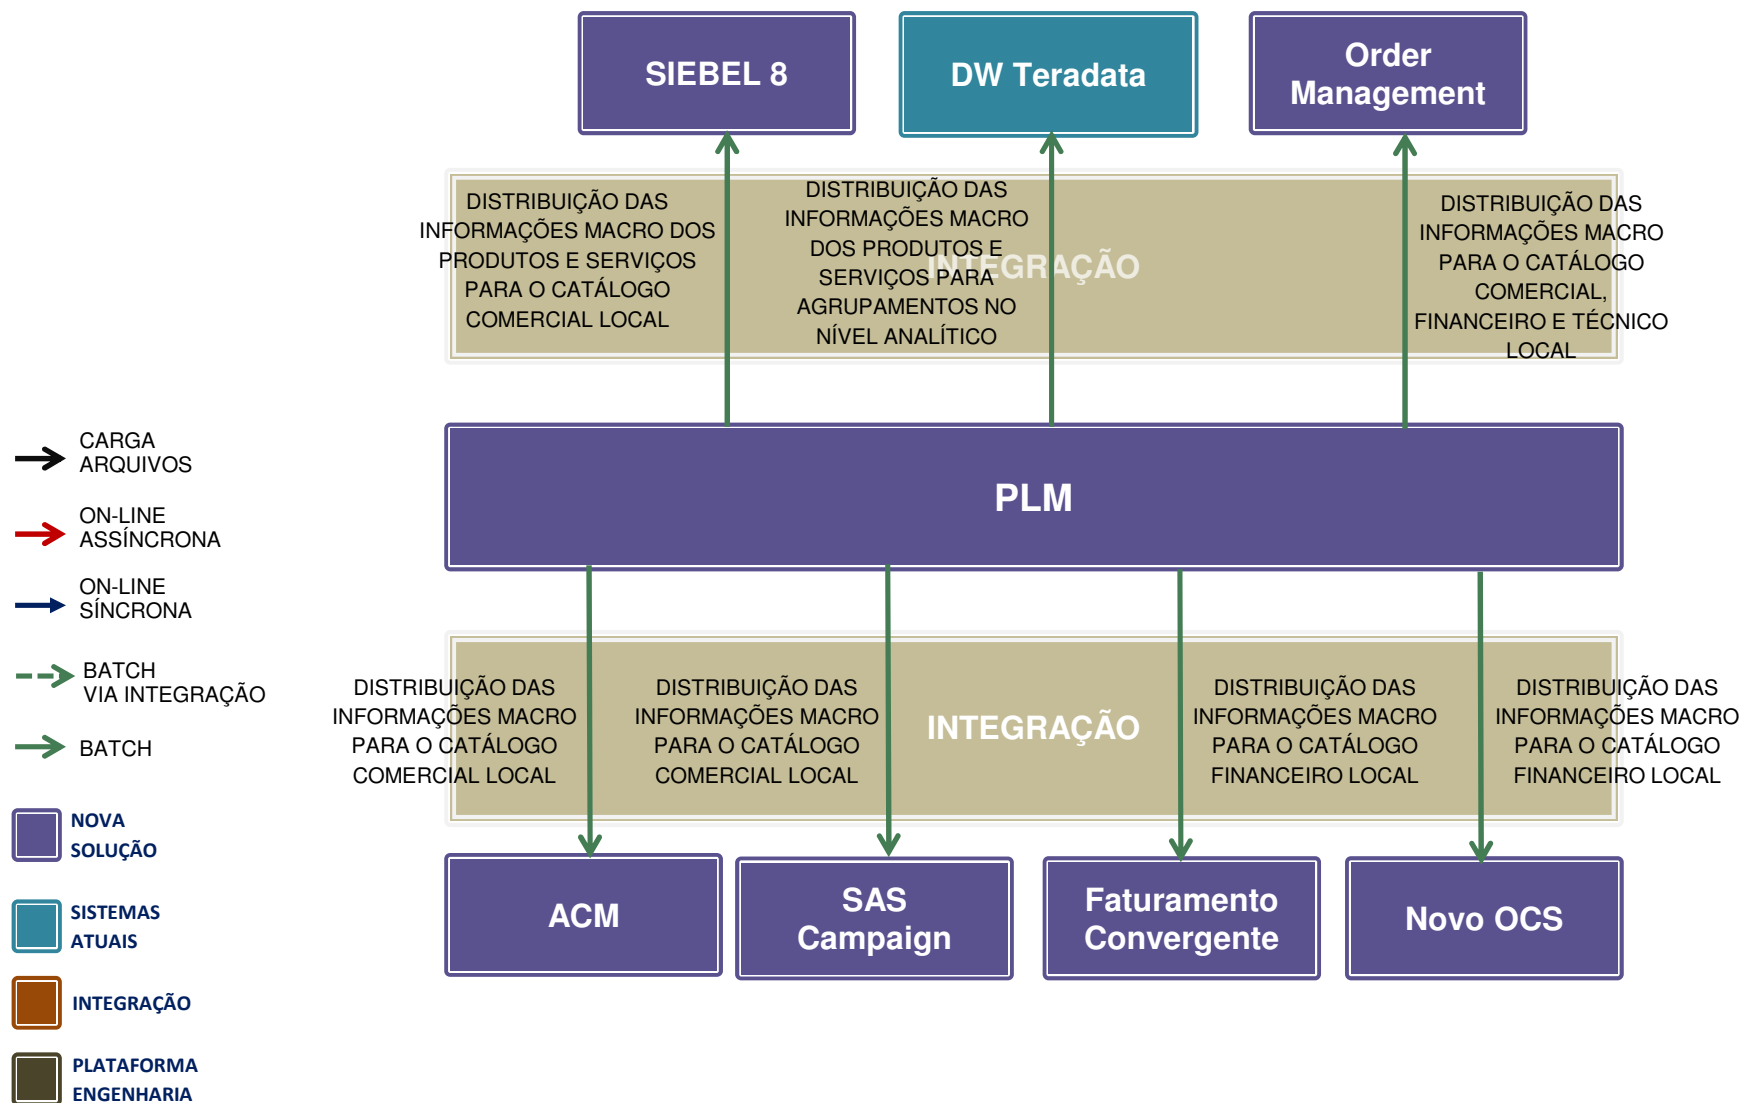 SIEBEL 8
DW Teradata
Order
Management
DISTRIBUIÇÃO DAS
INFORMAÇÕES MACRO DOS
PRODUTOS E SERVIÇOS
PARA O CATÁLOGO
COMERCIAL LOCAL
DISTRIBUIÇÃO DAS
INFORMAÇÕES MACRO
DOS PRODUTOS E
SERVIÇOS PARA
AGRUPAMENTOS NO
NÍVEL ANALÍTICO
INTEGRAÇÃO
DISTRIBUIÇÃO DAS
INFORMAÇÕES MACRO
PARA O CATÁLOGO
COMERCIAL,
FINANCEIRO E TÉCNICO
LOCAL
PLM
CARGA
ARQUIVOS
ON-LINE
ASSÍNCRONA
ON-LINE
SÍNCRONA
BATCH
VIA INTEGRAÇÃO
BATCH
DISTRIBUIÇÃO DAS
INFORMAÇÕES MACRO
PARA O CATÁLOGO
COMERCIAL LOCAL
DISTRIBUIÇÃO DAS
INFORMAÇÕES MACRO
PARA O CATÁLOGO
COMERCIAL LOCAL
INTEGRAÇÃO
DISTRIBUIÇÃO DAS
INFORMAÇÕES MACRO
PARA O CATÁLOGO
FINANCEIRO LOCAL
DISTRIBUIÇÃO DAS
INFORMAÇÕES MACRO
PARA O CATÁLOGO
FINANCEIRO LOCAL
NOVA
SOLUÇÃO
SISTEMAS
ATUAIS
INTEGRAÇÃO
PLATAFORMA
ENGENHARIA
ACM
SAS
Campaign
Faturamento
Convergente
Novo OCS